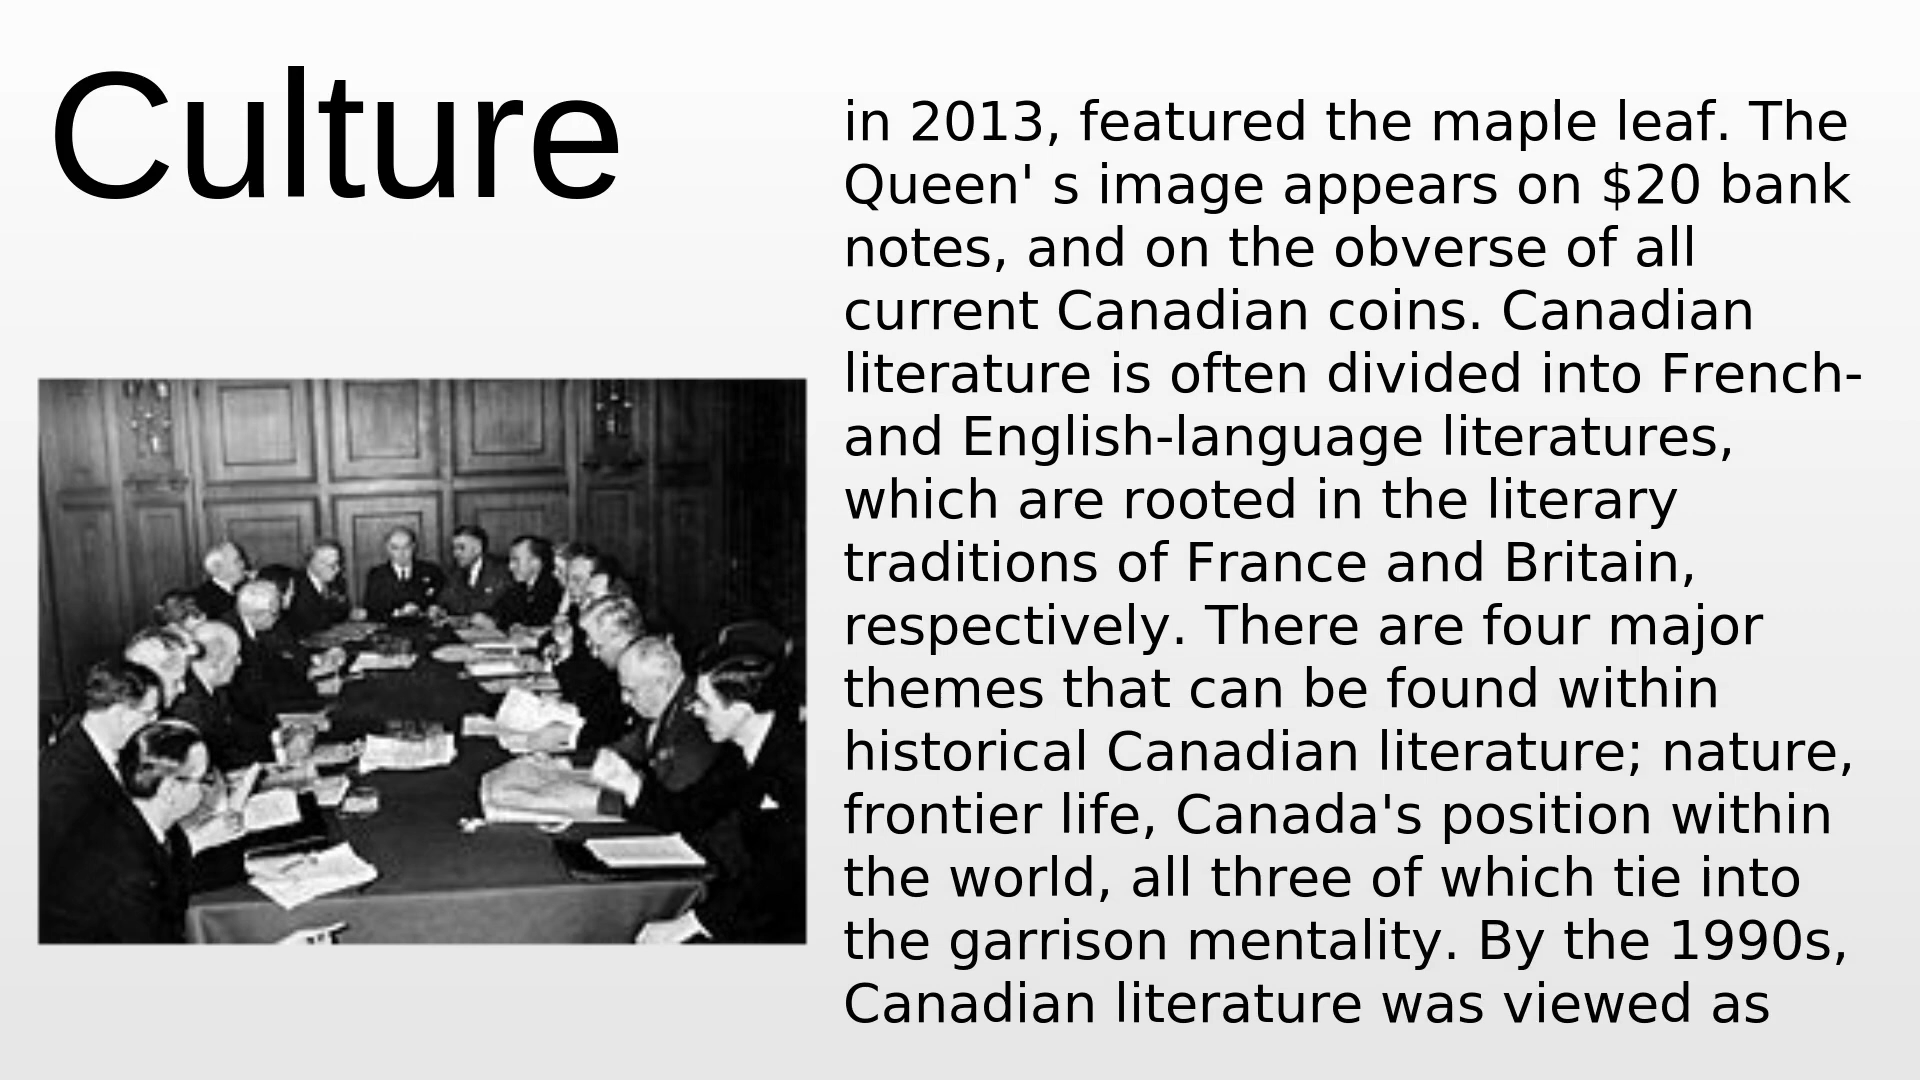 Culture
in 2013, featured the maple leaf. The
Queen' s image appears on $20 bank
notes, and on the obverse of all
current Canadian coins. Canadian
literature is often divided into French-
and English-language literatures,
which are rooted in the literary
traditions of France and Britain,
respectively. There are four major
themes that can be found within
historical Canadian literature; nature,
frontier life, Canada's position within
the world, all three of which tie into
the garrison mentality. By the 1990s,
Canadian literature was viewed as